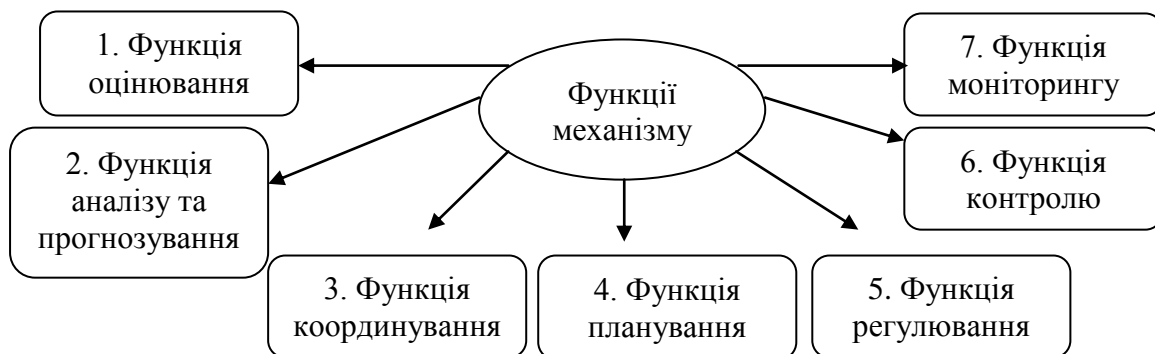 1. Функція
оцінювання
2. Функція
аналізу та
прогнозування
3. Функція
координування
Функції
механізму
4. Функція
планування
5. Функція
регулювання
6. Функція
контролю
7. Функція
моніторингу